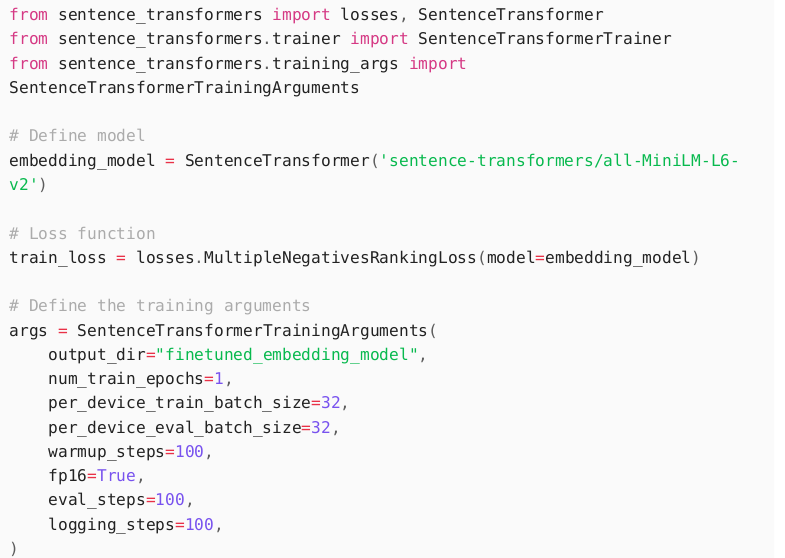 from sentence_transformers import losses, SentenceTransformer
from sentence_transformers.trainer import SentenceTransformerTrainer
from sentence_transformers.training_args import
SentenceTransformerTrainingArguments

# Define model
embedding_model = SentenceTransformer('sentence-transformers/all-MiniLM-L6-
v2')

# Loss function
train_loss = losses.MultipleNegativesRankingLoss(model=embedding_model)

# Define the training arguments
args = SentenceTransformerTrainingArguments(
    output_dir="finetuned_embedding_model",
    num_train_epochs=1,
    per_device_train_batch_size=32,
    per_device_eval_batch_size=32,
    warmup_steps=100,
    fp16=True,
    eval_steps=100,
    logging_steps=100,
)